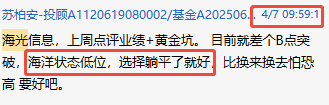 苏柏安-投顾A1120619080002/基金A202506... 4/7 09:59:1
海光信息，上周点评业绩+黄金坑。 目前就差个B点突
破，海洋状态低位，选择躺平了就好，比换来换去怕恐
高 要好吧。